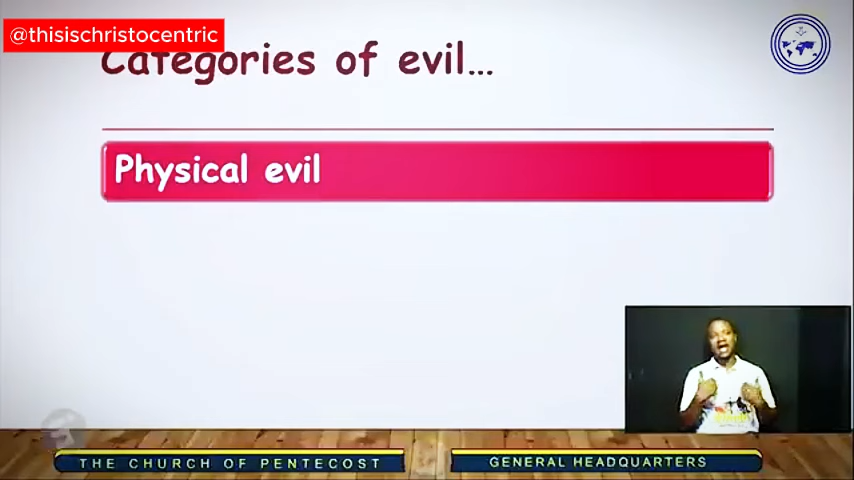 @thisischristocentric
Categories of evil...
Physical evil
THE CHURCH OF PENTECOST
GENERAL HEADQUARTERS